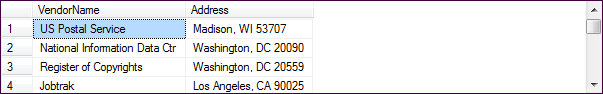 VendorName Address
1 US Postal Service Madison, WI 53707
2 National Information Data Ctr Washington, DC 20090
3 Register of Copyrights Washington, DC 20559
4 Jobtrak Los Angeles, CA 90025